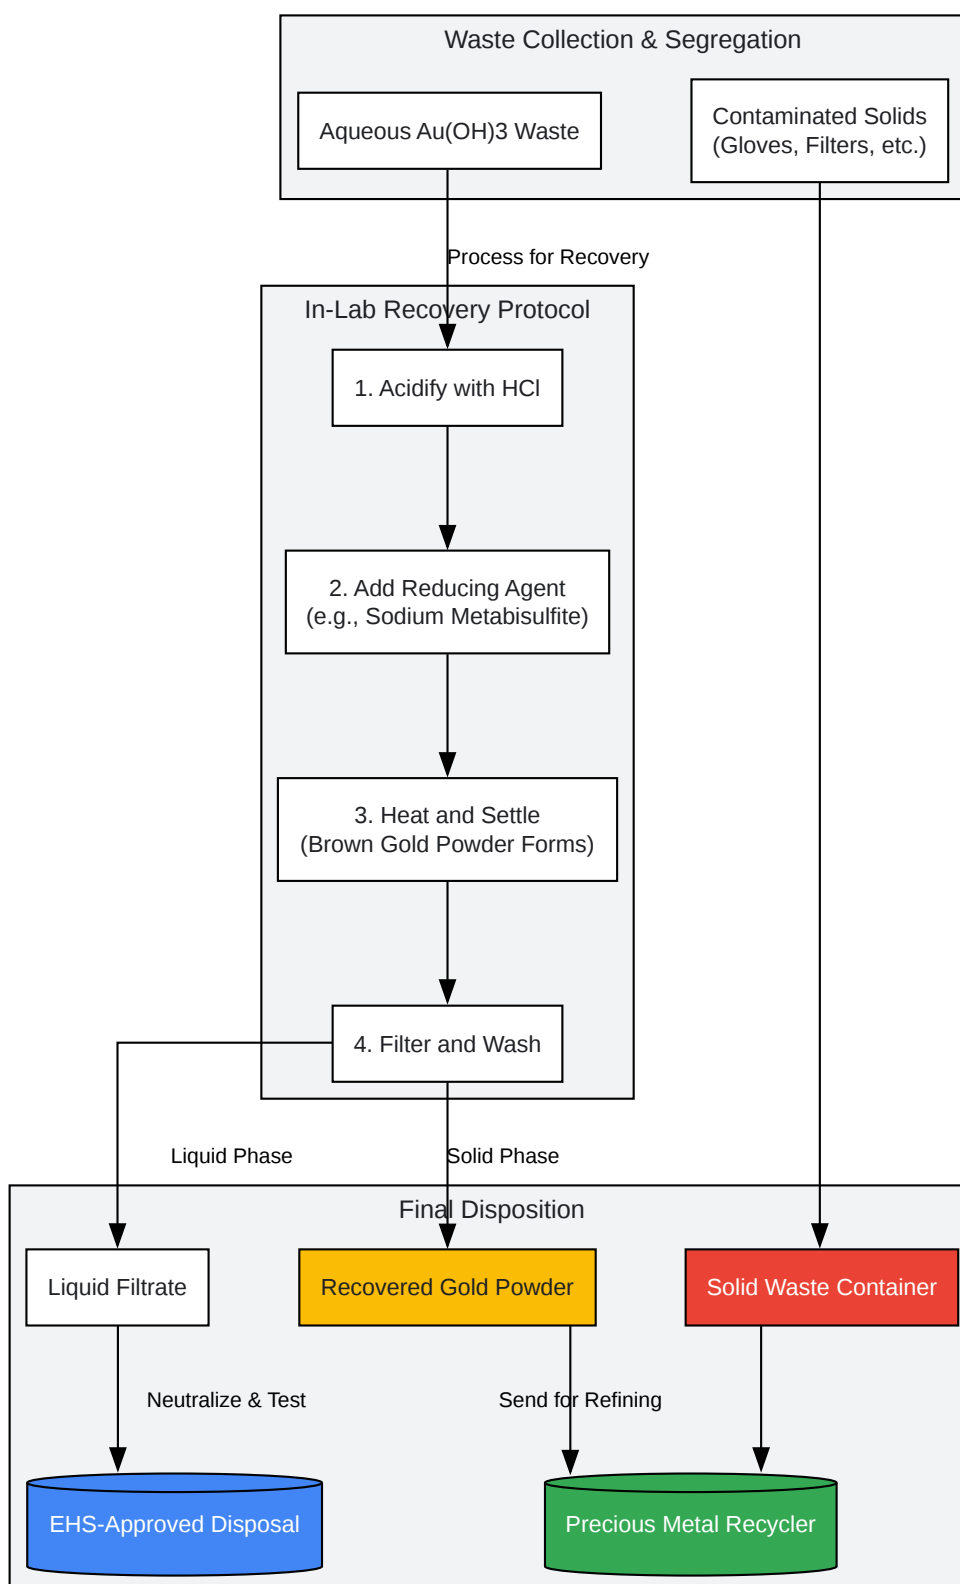 Waste Collection & Segregation
Aqueous Au(OH)3 Waste
Contaminated Solids
(Gloves, Filters, etc.)
Process for Recovery
In-Lab Recovery Protocol
1. Acidify with HCl
2. Add Reducing Agent
(e.g., Sodium Metabisulfite)
3. Heat and Settle
(Brown Gold Powder Forms)
4. Filter and Wash
Liquid Phase
Solid Phase
Final Disposition
Liquid Filtrate
Recovered Gold Powder
Solid Waste Container
Neutralize & Test
Send for Refining
EHS-Approved Disposal
Precious Metal Recycler